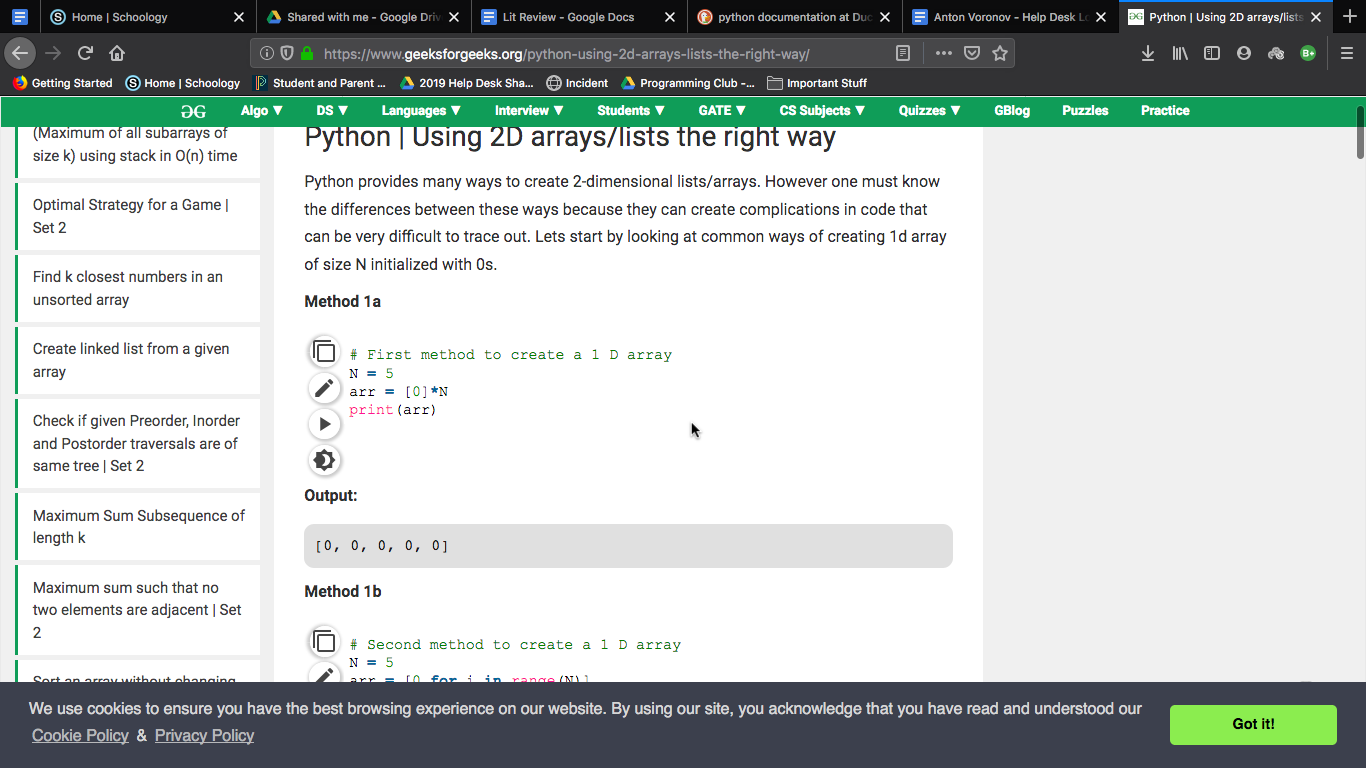 Home | Schoology
Shared with me - Google Driv
Lit Review - Google Docs
python documentation at Duc
Anton Voronov - Help Desk Lo
Python | Using 2D arrays/lists
https://www.geeksforgeeks.org/python-using-2d-arrays-lists-the-right-way/
Getting Started
Home | Schoology
Student and Parent ...
2019 Help Desk Sha...
Incident
Programming Club -...
Important Stuff
Algo ▼
DS ▼
Languages ▼
Interview ▼
Students ▼
GATE ▼
CS Subjects ▼
Quizzes ▼
GBlog
Puzzles
Practice
(Maximum of all subarrays of
size k) using stack in O(n) time
Optimal Strategy for a Game |
Set 2
Find k closest numbers in an
unsorted array
Create linked list from a given
array
Check if given Preorder, Inorder
and Postorder traversals are of
same tree | Set 2
Maximum Sum Subsequence of
length k
Maximum sum such that no
two elements are adjacent | Set
2
Sort an array without changing
Python | Using 2D arrays/lists the right way
Python provides many ways to create 2-dimensional lists/arrays. However one must know
the differences between these ways because they can create complications in code that
can be very difficult to trace out. Lets start by looking at common ways of creating 1d array
of size N initialized with 0s.
Method 1a
# First method to create a 1 D array
N = 5
arr = [0]*N
print(arr)
Output:
[0, 0, 0, 0, 0]
Method 1b
# Second method to create a 1 D array
N = 5
arr = [0 for i in range(N)]
We use cookies to ensure you have the best browsing experience on our website. By using our site, you acknowledge that you have read and understood our
Cookie Policy & Privacy Policy
Got it!